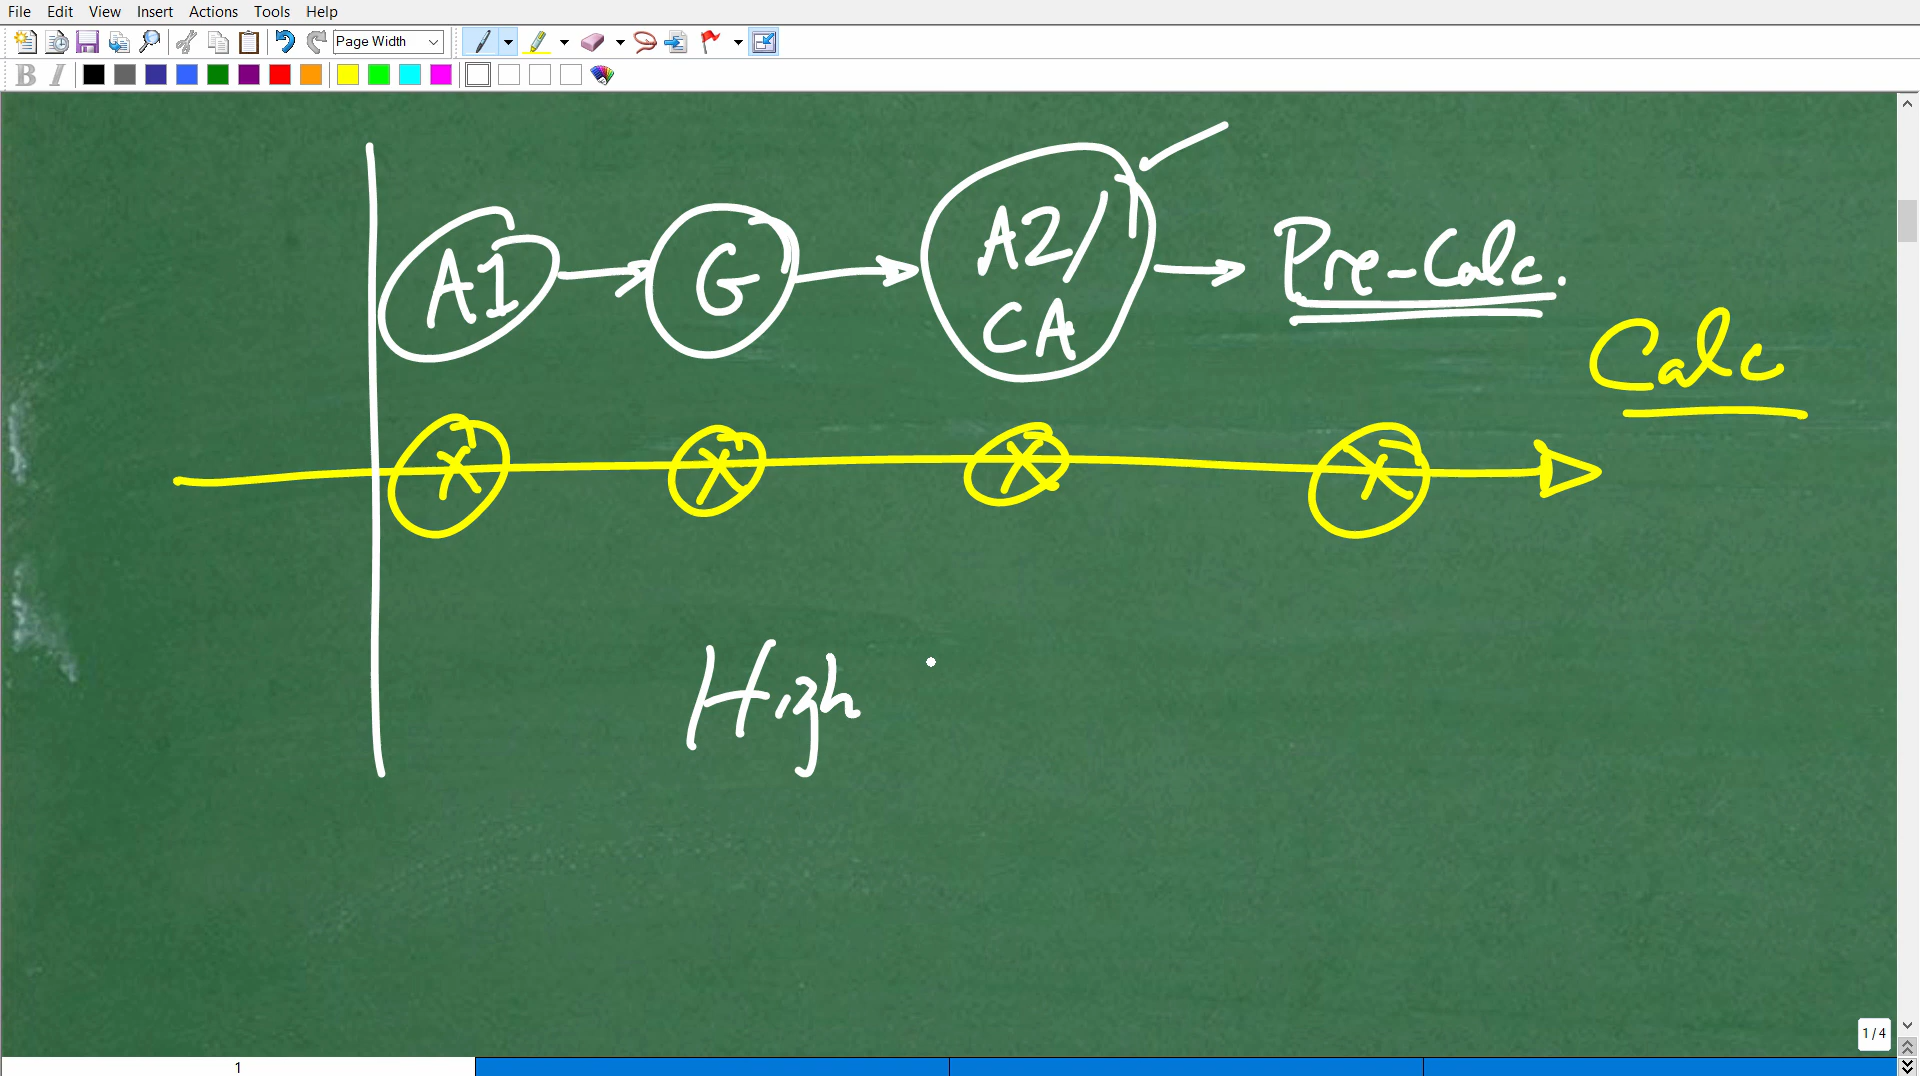 File Edit View Insert Actions Tools Help
Page Width
B I
A1 G A2/ Pre-Calc.
CA
Calc
High
1 / 4
1